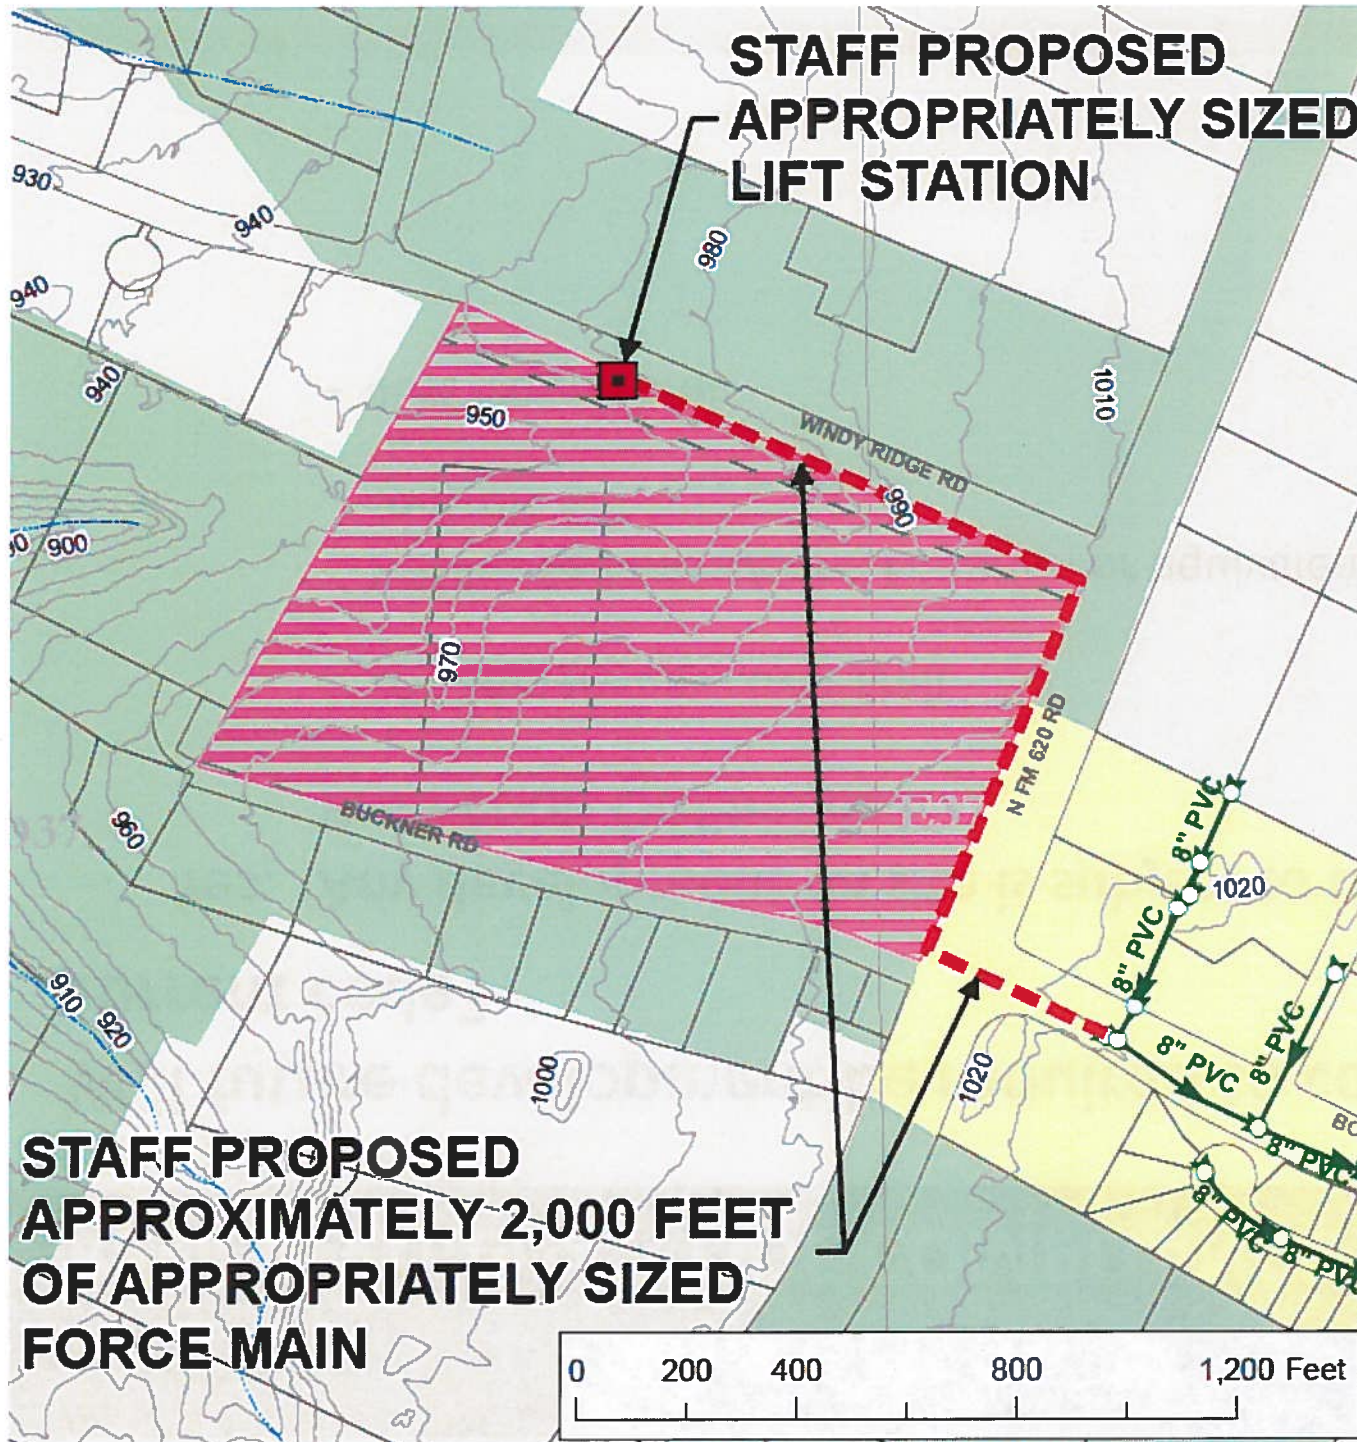 STAFF PROPOSED
APPROPRIATELY SIZED
LIFT STATION
930
940
980
940
940
1010
950
WINDY RIDGE RD
990
900
970
N FM 620 RD
960
BUCKNER RD
937
8" PVC
1020
8" PVC
8" PVC
8" PVC
910
920
1000
1020
8" PVC
8" PVC
8" PVC
STAFF PROPOSED
APPROXIMATELY 2,000 FEET
OF APPROPRIATELY SIZED
FORCE MAIN
0 200 400 800 1,200 Feet